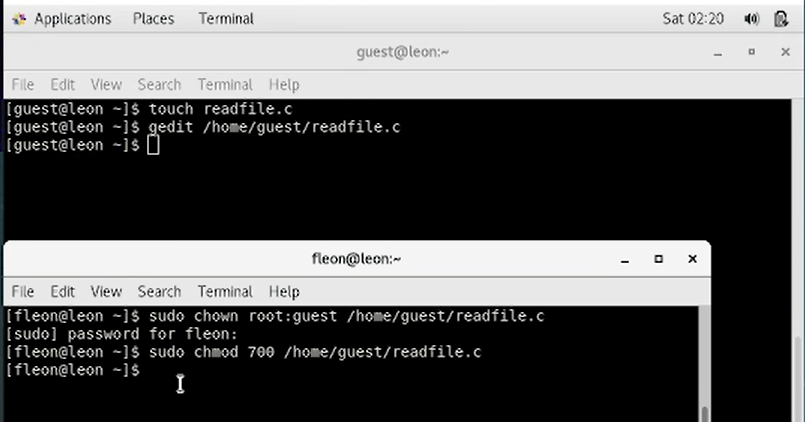 Applications Places Terminal Sat 02:20
guest@leon:~
File Edit View Search Terminal Help
[guest@leon ~]$ touch readfile.c
[guest@leon ~]$ gedit /home/guest/readfile.c
[guest@leon ~]$
fleon@leon:~
File Edit View Search Terminal Help
[fleon@leon ~]$ sudo chown root:guest /home/guest/readfile.c
[sudo] password for fleon:
[fleon@leon ~]$ sudo chmod 700 /home/guest/readfile.c
[fleon@leon ~]$